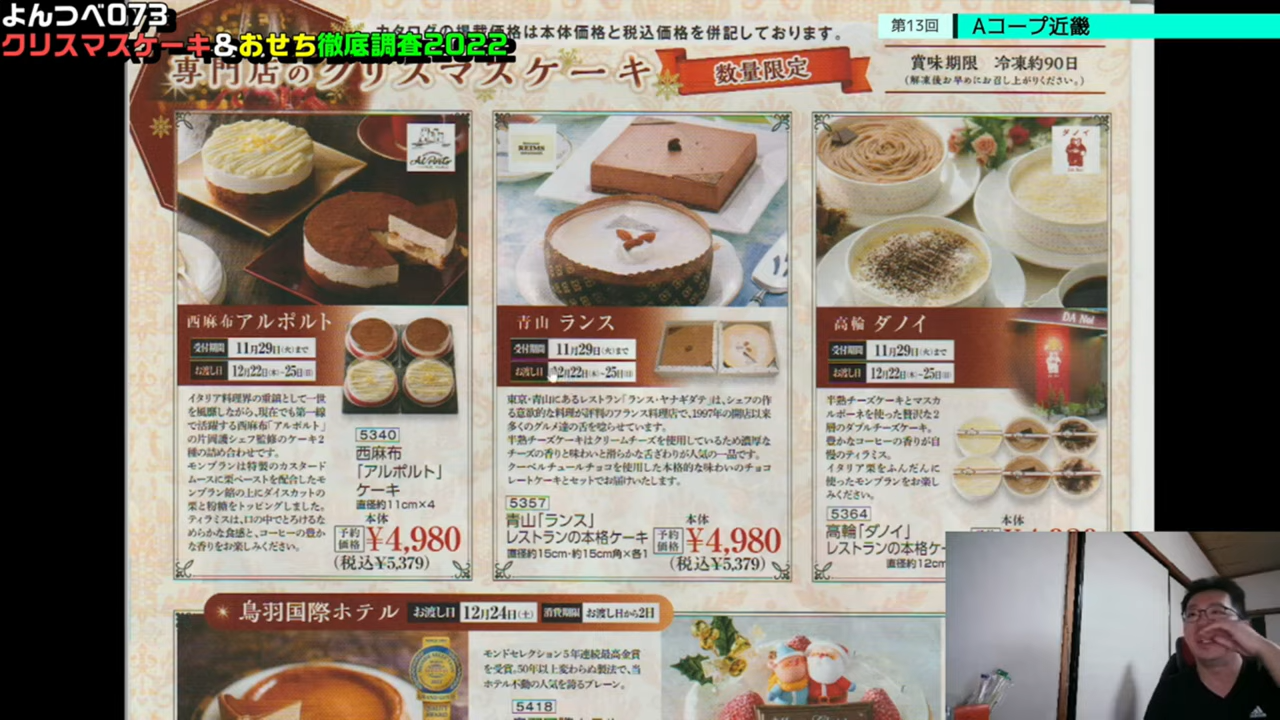 よんつべ073
クリスマスケーキ&おせち徹底調査2022
第13回 Aコープ近畿
カタログの掲載価格は本体価格と税込価格を併記しております。
専門店のクリスマスケーキ
数量限定
賞味期限 冷凍約90日
(解凍後お早めにお召し上がりください。)
Al Porto
REIMS
ダノイ
西麻布アルポルト
受付期間 11月29日(火)まで
お渡し日 12月22日(木)~25日(日)
イタリア料理界の重鎮として一世
を風靡しながら、現在でも第一線
で活躍する西麻布「アルポルト」
の片岡護シェフ監修のケーキ2
種の詰め合わせです。
モンブランは特製のカスタード
ムースに栗ペーストを配合したモ
ンブラン餡の上にダイスカットの
栗と粉糖をトッピングしました。
ティラミスは、口の中でとろけるな
めらかな食感と、コーヒーの豊か
な香りをお楽しみください。
5340
西麻布
「アルポルト」
ケーキ
直径約11cm×4
予約価格 本体 ¥4,980
(税込¥5,379)
青山 ランス
受付期間 11月29日(火)まで
お渡し日 12月22日(木)~25日(日)
東京・青山にあるレストラン「ランス・ヤナギダテ」は、シェフの作
る意欲的な料理が評判のフランス料理店で、1997年の開店以来
多くのグルメ達の舌を唸らせています。
半熟チーズケーキはクリームチーズを使用しているため濃厚な
チーズの香りと味わいと滑らかな舌ざわりが人気の一品です。
クーベルチュールチョコを使用した本格的な味わいのチョコ
レートケーキとセットでお届けいたします。
5357
青山「ランス」
レストランの本格ケーキ
直径約15cm・約15cm角×各1
予約価格 本体 ¥4,980
(税込¥5,379)
高輪 ダノイ
受付期間 11月29日(火)まで
お渡し日 12月22日(木)~25日(日)
DA Noi
半熟チーズケーキとマスカ
ルポーネを使った贅沢な2
層のダブルチーズケーキ。
豊かなコーヒーの香りが自
慢のティラミス。
イタリア栗をふんだんに
使ったモンブランをお楽し
みください。
5364
高輪「ダノイ」
レストランの本格ケー
直径約12cm
本体
鳥羽国際ホテル
お渡し日 12月24日(土) 消費期限 お渡し日から2日
モンドセレクション5年連続最高金賞
を受賞。50年以上変わらぬ製法で、当
ホテル不動の人気を誇るプレーン。
5418